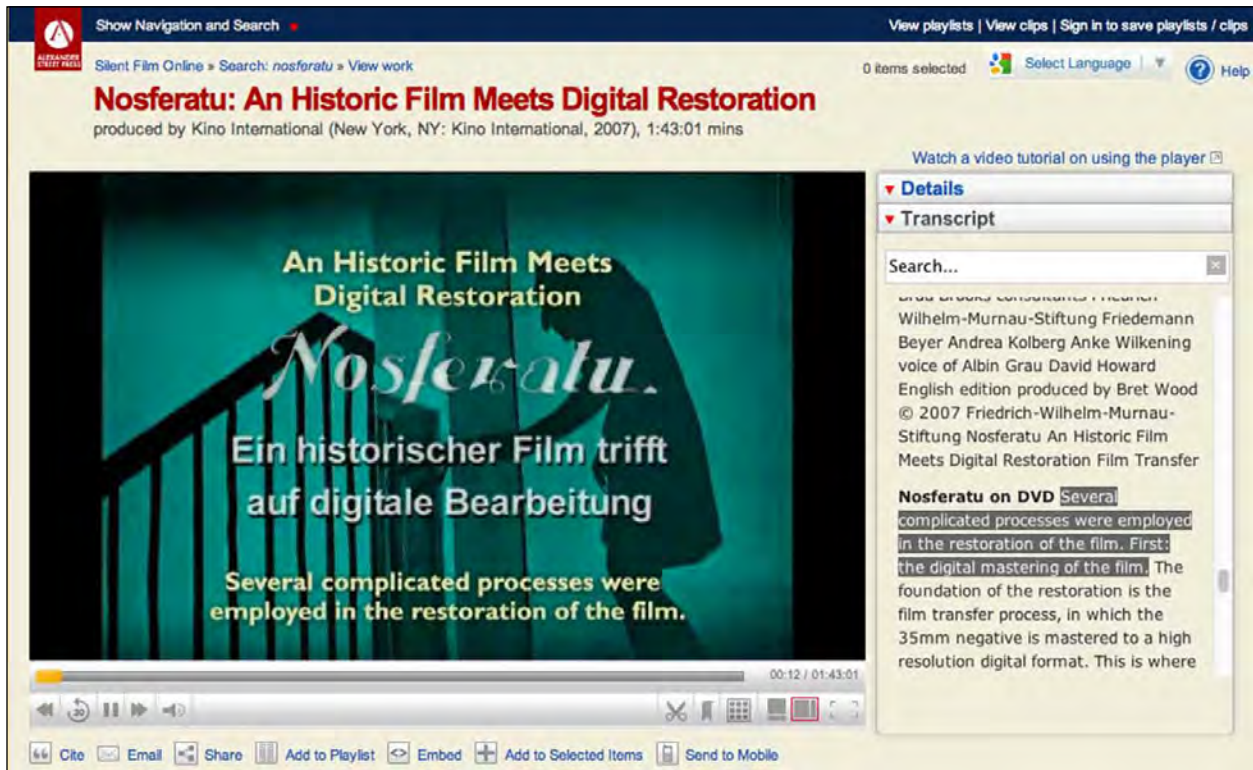 Show Navigation and Search
View playlists | View clips | Sign in to save playlists / clips
ALEXANDER
STREET PRESS
Silent Film Online » Search: nosferatu » View work
0 items selected
Select Language
Help
Nosferatu: An Historic Film Meets Digital Restoration
produced by Kino International (New York, NY: Kino International, 2007), 1:43:01 mins
Watch a video tutorial on using the player
An Historic Film Meets
Digital Restoration
Nosferatu.
Ein historischer Film trifft
auf digitale Bearbeitung
Several complicated processes were
employed in the restoration of the film.
00:12 / 01:43:01
30
Details
Transcript
Search...
Brad Brooks consultants Friedrich
Wilhelm-Murnau-Stiftung Friedemann
Beyer Andrea Kolberg Anke Wilkening
voice of Albin Grau David Howard
English edition produced by Bret Wood
© 2007 Friedrich-Wilhelm-Murnau-
Stiftung Nosferatu An Historic Film
Meets Digital Restoration Film Transfer
Nosferatu on DVD Several
complicated processes were employed
in the restoration of the film. First:
the digital mastering of the film. The
foundation of the restoration is the
film transfer process, in which the
35mm negative is mastered to a high
resolution digital format. This is where
Cite
Email
Share
Add to Playlist
Embed
Add to Selected Items
Send to Mobile